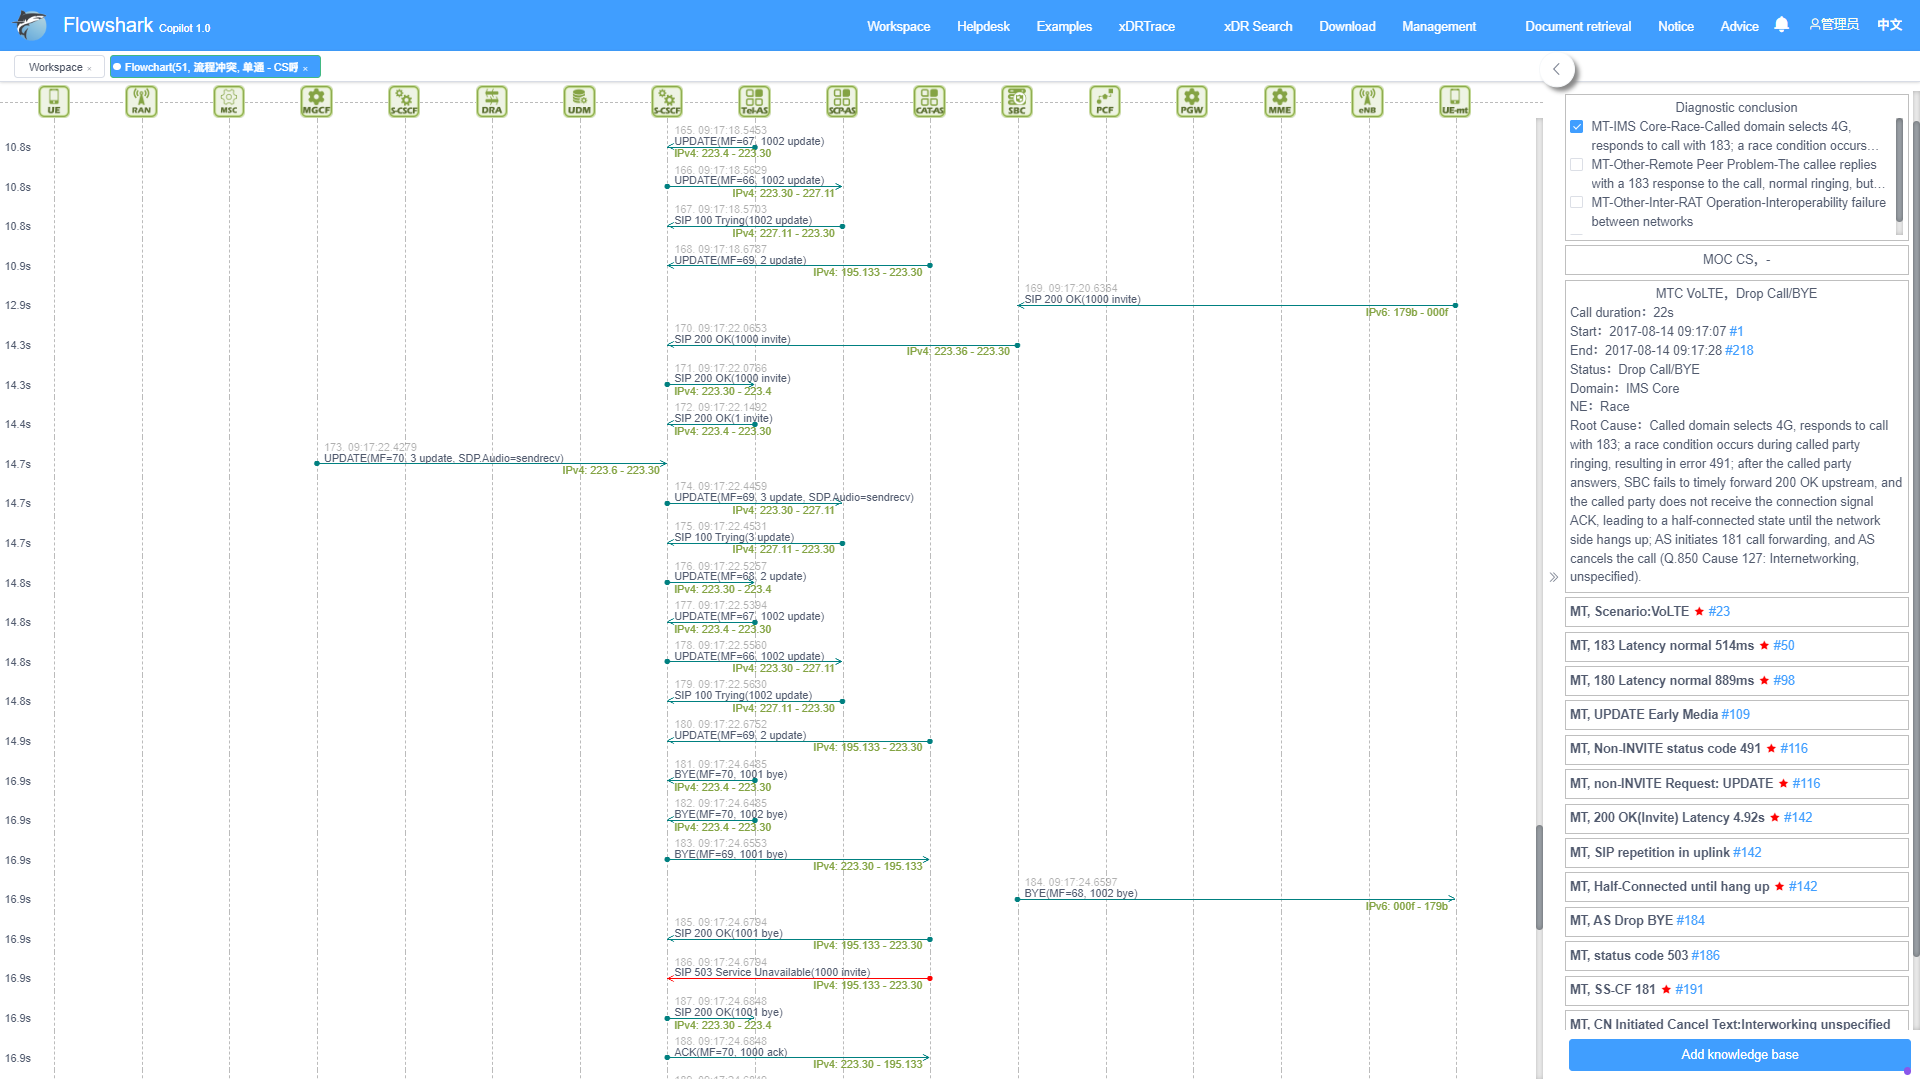 Flowshark Copilot 1.0
Workspace Helpdesk Examples xDRTrace xDR Search Download Management Document retrieval Notice Advice 管理员 中文
Workspace × Flowchart(51, 流程冲突, 单通 - CS ×
UE RAN MSC MGCF S-CSCF DRA UDM S-CSCF Tel-AS SCP-AS CAT-AS SBC PCF PGW MME eNB UE-mt
165. 09:17:18.5453
10.8s UPDATE(MF=67, 1002 update)
IPv4: 223.4 - 223.30
166. 09:17:18.5629
10.8s UPDATE(MF=66, 1002 update)
IPv4: 223.30 - 227.11
167. 09:17:18.5703
10.8s SIP 100 Trying(1002 update)
IPv4: 227.11 - 223.30
168. 09:17:18.6787
10.9s UPDATE(MF=69, 2 update)
IPv4: 195.133 - 223.30
169. 09:17:20.6354
12.9s SIP 200 OK(1000 invite)
IPv6: 179b - 000f
170. 09:17:22.0653
14.3s SIP 200 OK(1000 invite)
IPv4: 223.36 - 223.30
171. 09:17:22.0766
14.3s SIP 200 OK(1000 invite)
IPv4: 223.30 - 223.4
172. 09:17:22.1492
14.4s SIP 200 OK(1 invite)
IPv4: 223.4 - 223.30
173. 09:17:22.4279
14.7s UPDATE(MF=70, 3 update, SDP.Audio=sendrecv)
IPv4: 223.6 - 223.30
174. 09:17:22.4459
14.7s UPDATE(MF=69, 3 update, SDP.Audio=sendrecv)
IPv4: 223.30 - 227.11
175. 09:17:22.4531
14.7s SIP 100 Trying(3 update)
IPv4: 227.11 - 223.30
176. 09:17:22.5257
14.8s UPDATE(MF=68, 2 update)
IPv4: 223.30 - 223.4
177. 09:17:22.5394
14.8s UPDATE(MF=67, 1002 update)
IPv4: 223.4 - 223.30
178. 09:17:22.5560
14.8s UPDATE(MF=66, 1002 update)
IPv4: 223.30 - 227.11
179. 09:17:22.5630
14.8s SIP 100 Trying(1002 update)
IPv4: 227.11 - 223.30
180. 09:17:22.6752
14.9s UPDATE(MF=69, 2 update)
IPv4: 195.133 - 223.30
181. 09:17:24.6485
16.9s BYE(MF=70, 1001 bye)
IPv4: 223.4 - 223.30
182. 09:17:24.6485
16.9s BYE(MF=70, 1002 bye)
IPv4: 223.4 - 223.30
183. 09:17:24.6553
16.9s BYE(MF=69, 1001 bye)
IPv4: 223.30 - 195.133
184. 09:17:24.6597
16.9s BYE(MF=68, 1002 bye)
IPv6: 000f - 179b
185. 09:17:24.6794
16.9s SIP 200 OK(1001 bye)
IPv4: 195.133 - 223.30
186. 09:17:24.6794
16.9s SIP 503 Service Unavailable(1000 invite)
IPv4: 195.133 - 223.30
187. 09:17:24.6848
16.9s SIP 200 OK(1001 bye)
IPv4: 223.30 - 223.4
188. 09:17:24.6848
16.9s ACK(MF=70, 1000 ack)
IPv4: 223.30 - 195.133
Diagnostic conclusion
MT-IMS Core-Race-Called domain selects 4G,
responds to call with 183; a race condition occurs...
MT-Other-Remote Peer Problem-The callee replies
with a 183 response to the call, normal ringing, but...
MT-Other-Inter-RAT Operation-Interoperability failure
between networks
MOC CS， -
MTC VoLTE，Drop Call/BYE
Call duration：22s
Start：2017-08-14 09:17:07 #1
End：2017-08-14 09:17:28 #218
Status：Drop Call/BYE
Domain：IMS Core
NE：Race
Root Cause：Called domain selects 4G, responds to call
with 183; a race condition occurs during called party
ringing, resulting in error 491; after the called party
answers, SBC fails to timely forward 200 OK upstream, and
the called party does not receive the connection signal
ACK, leading to a half-connected state until the network
side hangs up; AS initiates 181 call forwarding, and AS
cancels the call (Q.850 Cause 127: Internetworking,
unspecified).
MT, Scenario:VoLTE ★ #23
MT, 183 Latency normal 514ms ★ #50
MT, 180 Latency normal 889ms ★ #98
MT, UPDATE Early Media #109
MT, Non-INVITE status code 491 ★ #116
MT, non-INVITE Request: UPDATE ★ #116
MT, 200 OK(Invite) Latency 4.92s ★ #142
MT, SIP repetition in uplink #142
MT, Half-Connected until hang up ★ #142
MT, AS Drop BYE #184
MT, status code 503 #186
MT, SS-CF 181 ★ #191
MT, CN Initiated Cancel Text:Interworking unspecified
Add knowledge base